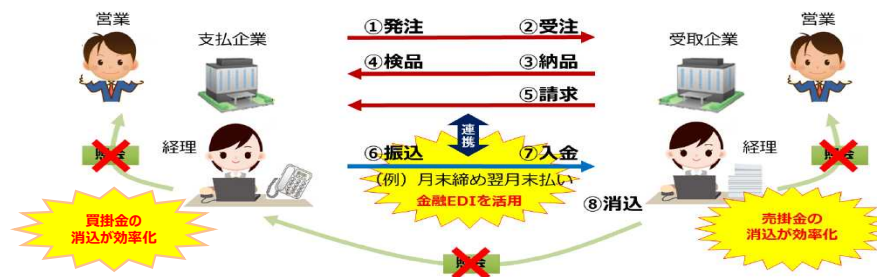 営業
支払企業
①発注
②受注
受取企業
営業
④検品
③納品
⑤請求
連携
経理
⑥振込
⑦入金
経理
(例)月末締め翌月末払い
金融EDIを活用
⑧消込
買掛金の
消込が効率化
売掛金の
消込が効率化